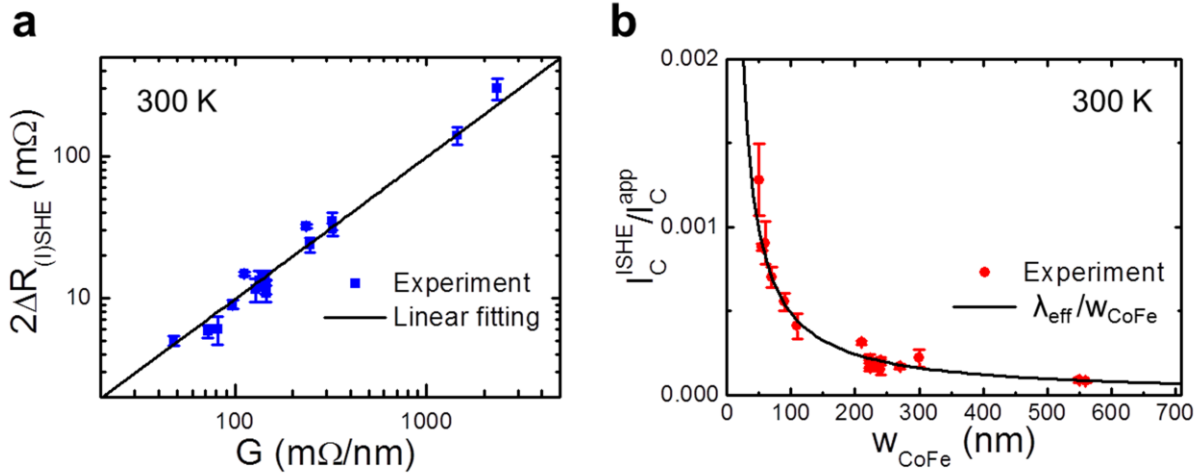 a
2ΔR(I)SHE (mΩ)
100
10
300 K
Experiment
Linear fitting
100
1000
G (mΩ/nm)
b
I_C^ISHE/I_C^app
0.002
0.001
0.000
300 K
Experiment
λeff/wCoFe
0
100
200
300
400
500
600
700
wCoFe (nm)